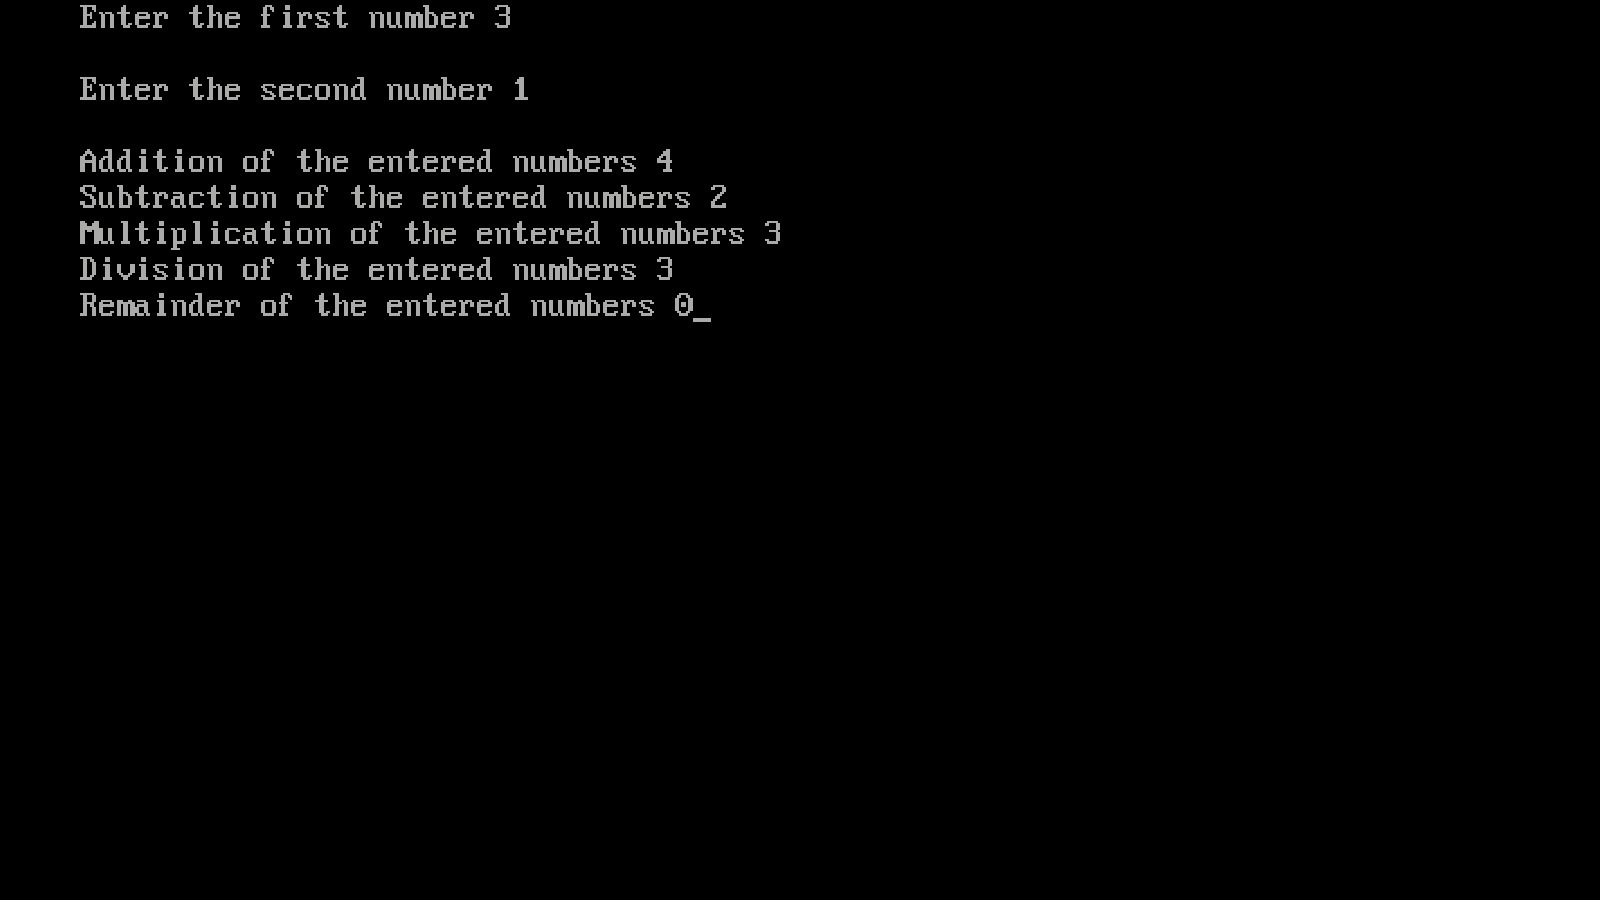 Enter the first number 3
Enter the second number 1
Addition of the entered numbers 4
Subtraction of the entered numbers 2
Multiplication of the entered numbers 3
Division of the entered numbers 3
Remainder of the entered numbers 0_